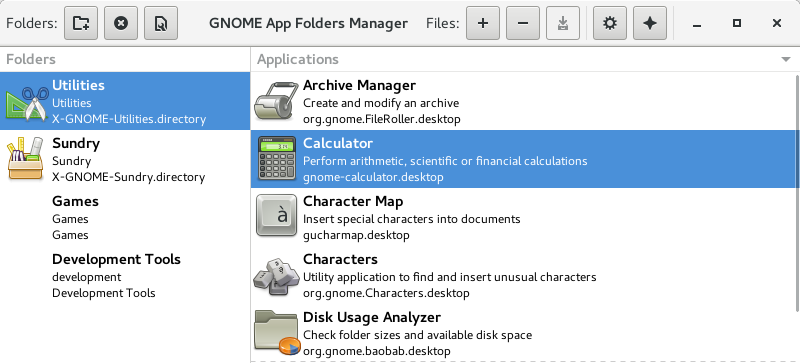 Folders: GNOME App Folders Manager Files:
Folders
Utilities
Utilities
X-GNOME-Utilities.directory
Sundry
Sundry
X-GNOME-Sundry.directory
Games
Games
Games
Development Tools
development
Development Tools
Applications
Archive Manager
Create and modify an archive
org.gnome.FileRoller.desktop
Calculator
Perform arithmetic, scientific or financial calculations
gnome-calculator.desktop
à
Character Map
Insert special characters into documents
gucharmap.desktop
Characters
Utility application to find and insert unusual characters
org.gnome.Characters.desktop
Disk Usage Analyzer
Check folder sizes and available disk space
org.gnome.baobab.desktop